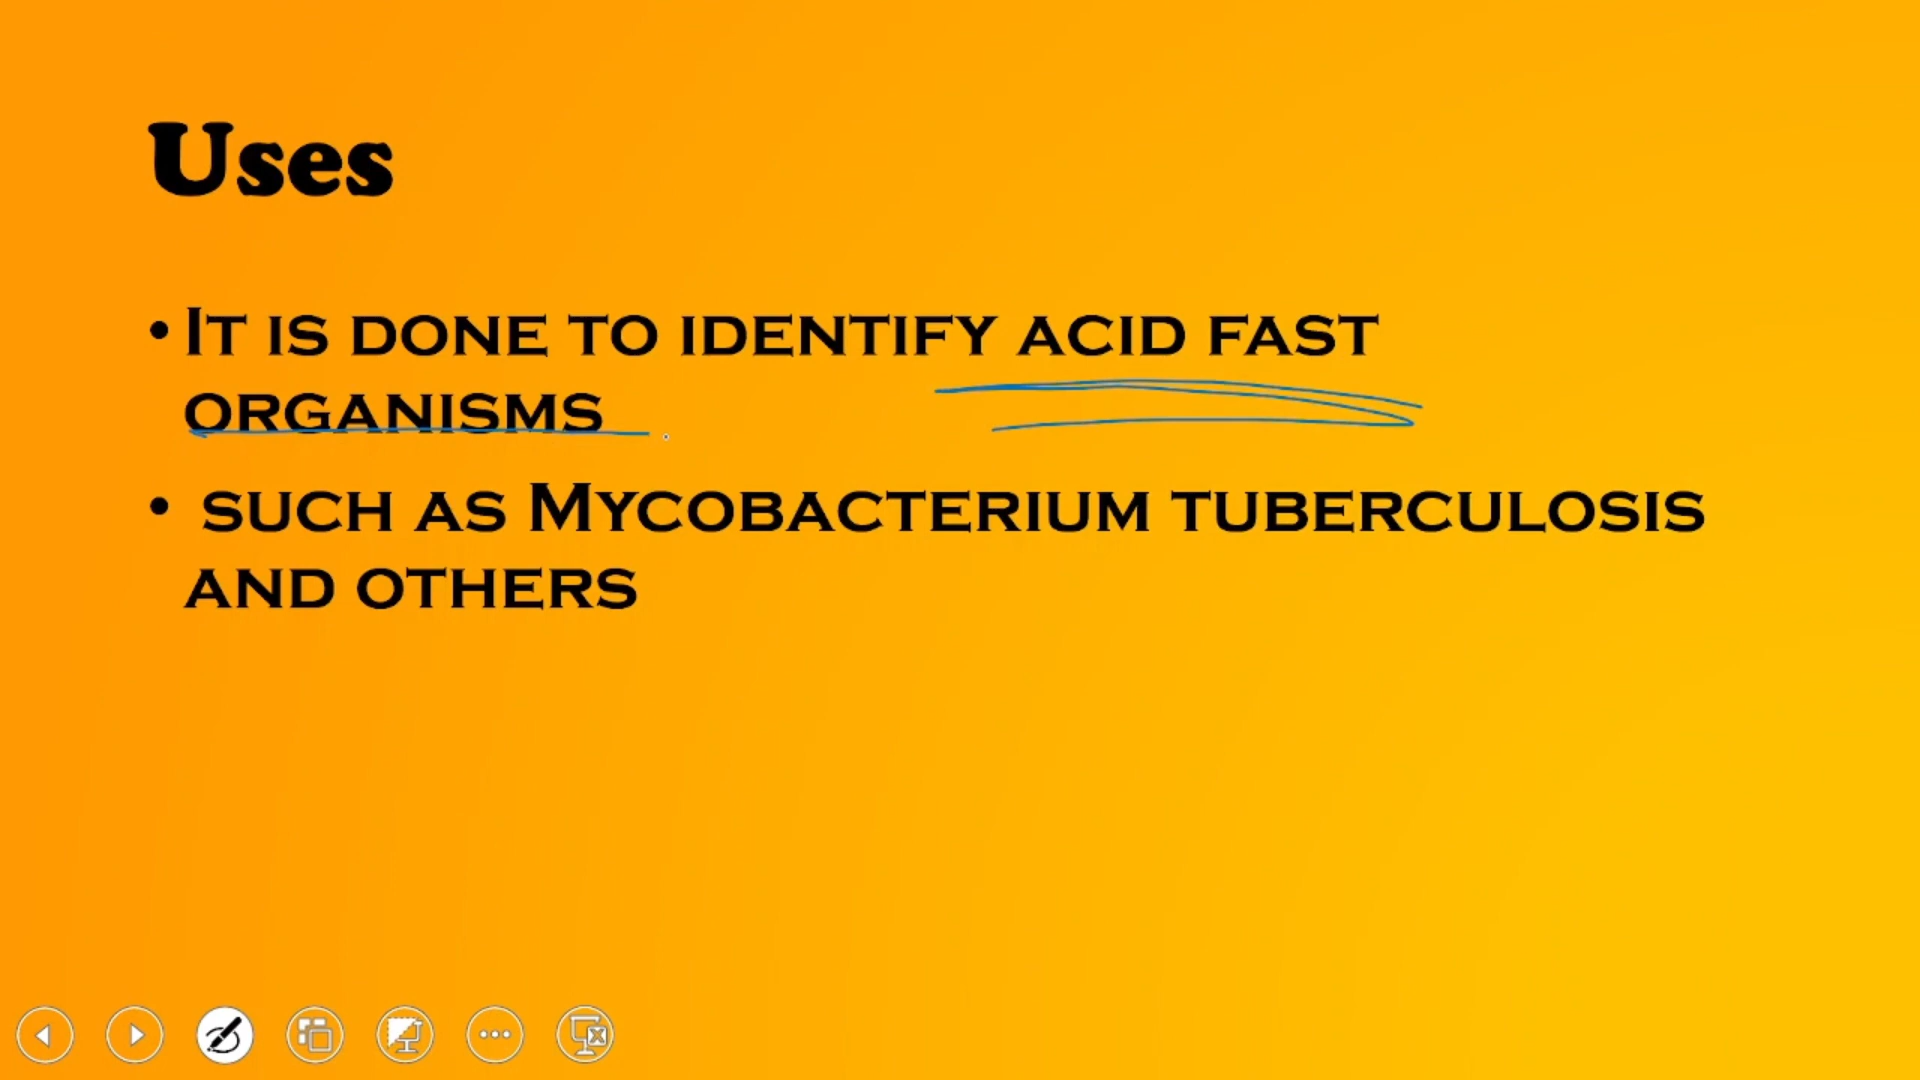 Uses
• It is done to identify acid fast
organisms
• such as Mycobacterium tuberculosis
and others